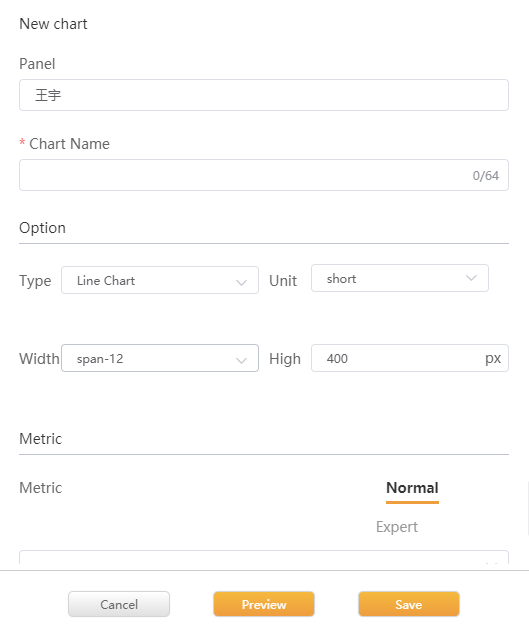 New chart
Panel
王宇
* Chart Name
0/64
Option
Type Line Chart Unit short
Width span-12 High 400 px
Metric
Metric Normal
Expert
Cancel Preview Save